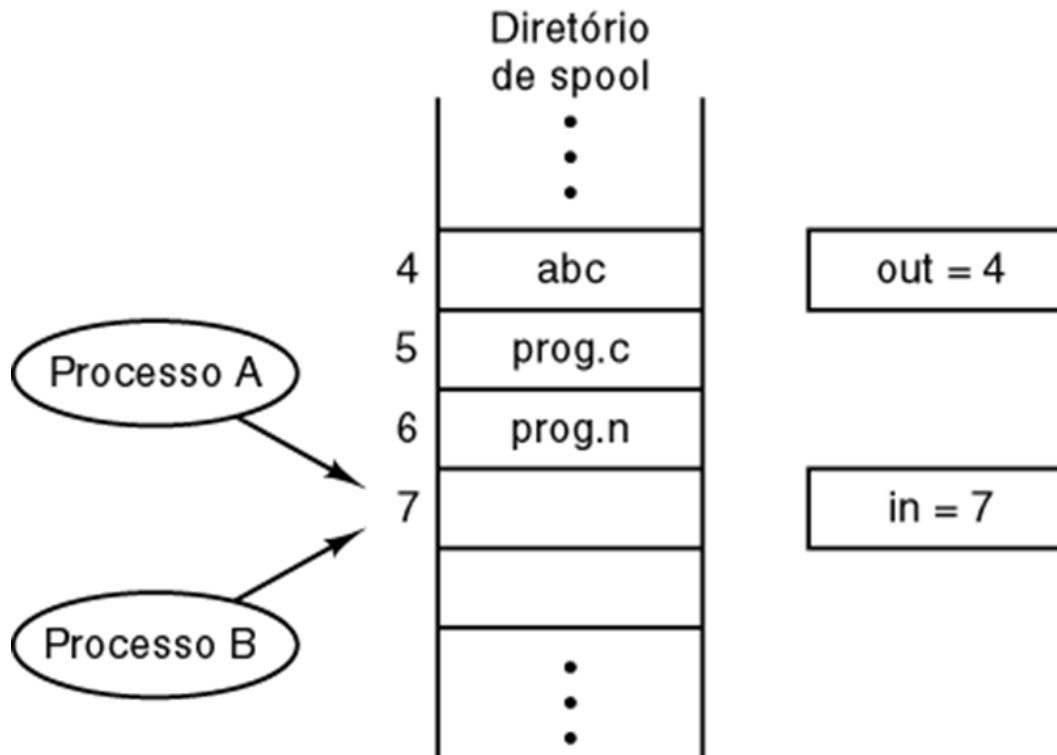 Diretório
de spool
4 abc out = 4
5 prog.c
Processo A
6 prog.n
7 in = 7
Processo B